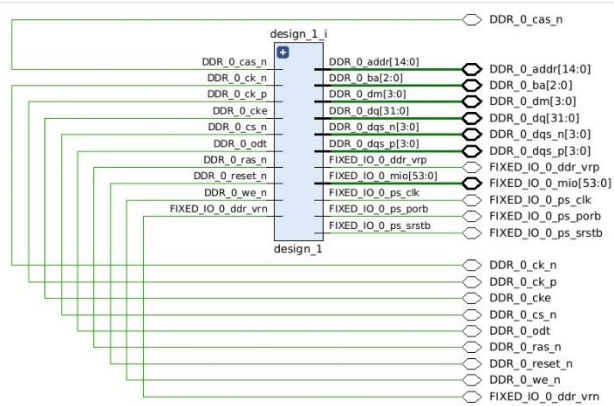 DDR_0_cas_n
design_1_i
DDR_0_cas_n
DDR_0_ck_n
DDR_0_ck_p
DDR_0_cke
DDR_0_cs_n
DDR_0_odt
DDR_0_ras_n
DDR_0_reset_n
DDR_0_we_n
FIXED_IO_0_ddr_vrn
DDR_0_addr[14:0]
DDR_0_ba[2:0]
DDR_0_dm[3:0]
DDR_0_dq[31:0]
DDR_0_dqs_n[3:0]
DDR_0_dqs_p[3:0]
FIXED_IO_0_ddr_vrp
FIXED_IO_0_mio[53:0]
FIXED_IO_0_ps_clk
FIXED_IO_0_ps_porb
FIXED_IO_0_ps_srstb
design_1
DDR_0_addr[14:0]
DDR_0_ba[2:0]
DDR_0_dm[3:0]
DDR_0_dq[31:0]
DDR_0_dqs_n[3:0]
DDR_0_dqs_p[3:0]
FIXED_IO_0_ddr_vrp
FIXED_IO_0_mio[53:0]
FIXED_IO_0_ps_clk
FIXED_IO_0_ps_porb
FIXED_IO_0_ps_srstb
DDR_0_ck_n
DDR_0_ck_p
DDR_0_cke
DDR_0_cs_n
DDR_0_odt
DDR_0_ras_n
DDR_0_reset_n
DDR_0_we_n
FIXED_IO_0_ddr_vrn